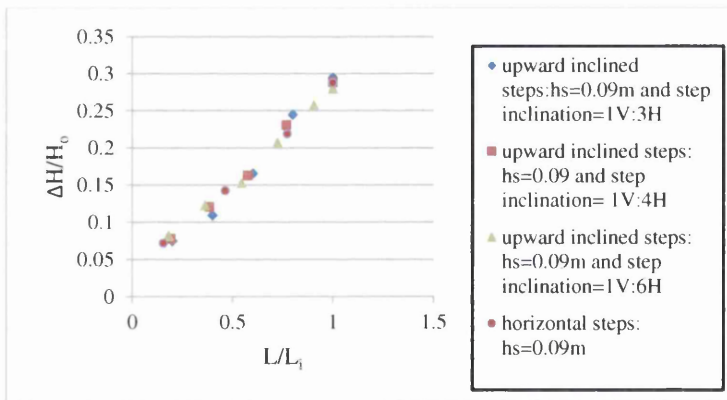 0.35
0.3
0.25
0.2
0.15
0.1
0.05
0
ΔH/Hₒ
0
0.5
1
1.5
L/Lᵢ
upward inclined
steps:hs=0.09m and step
inclination=1V:3H
upward inclined steps:
hs=0.09 and step
inclination= 1V:4H
upward inclined steps:
hs=0.09m and step
inclination=1V:6H
horizontal steps:
hs=0.09m